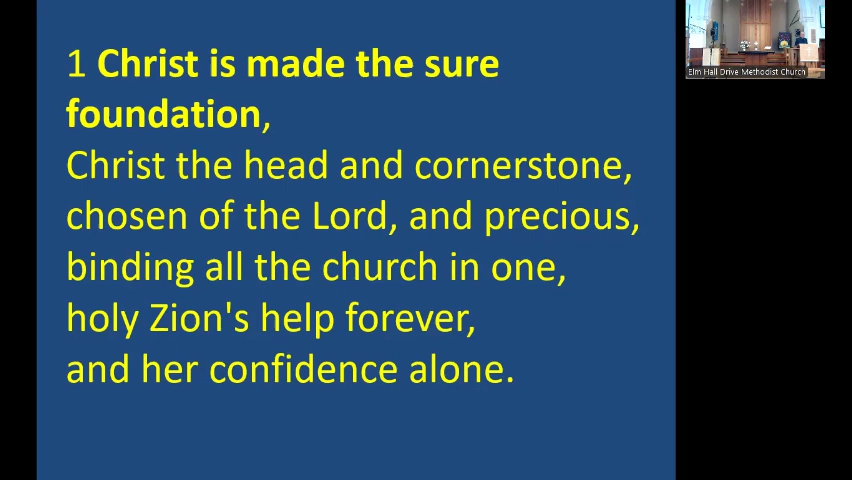 1 Christ is made the sure
foundation,
Christ the head and cornerstone,
chosen of the Lord, and precious,
binding all the church in one,
holy Zion's help forever,
and her confidence alone.
Elm Hall Drive Methodist Church